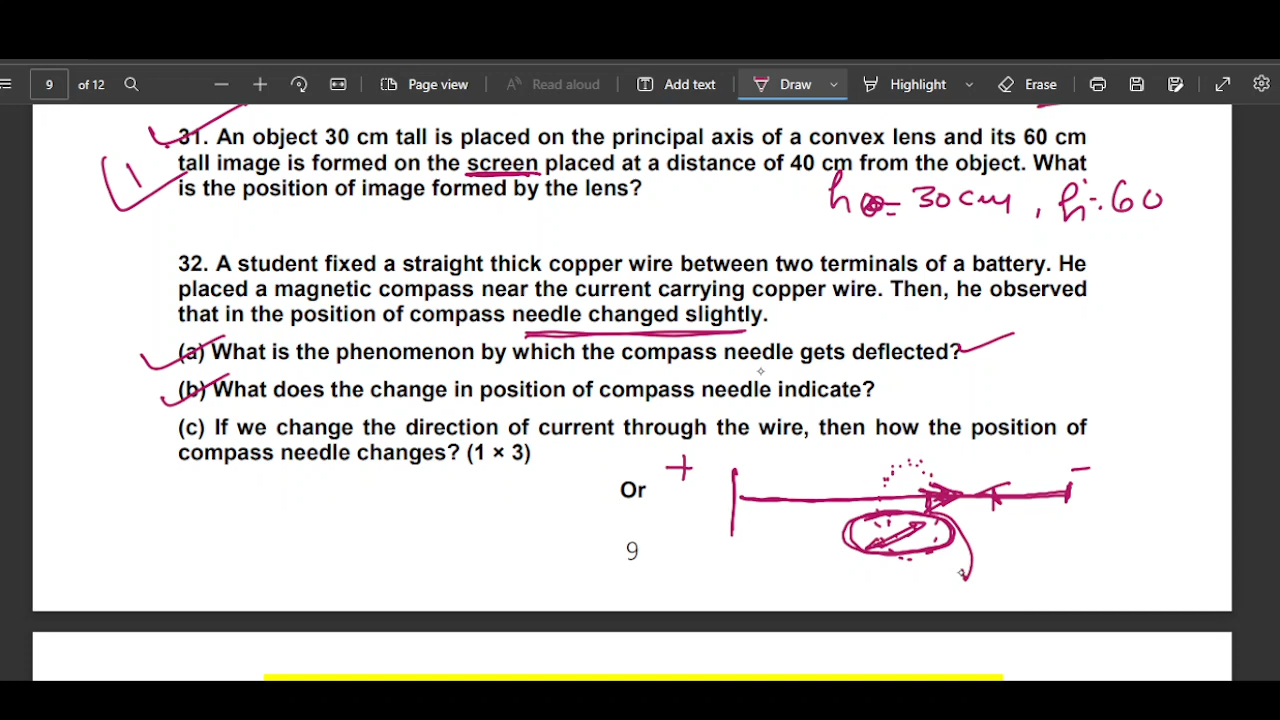 9 of 12 Page view Read aloud Add text Draw Highlight Erase
31. An object 30 cm tall is placed on the principal axis of a convex lens and its 60 cm
tall image is formed on the screen placed at a distance of 40 cm from the object. What
is the position of image formed by the lens?
1
30cm, hi=60
32. A student fixed a straight thick copper wire between two terminals of a battery. He
placed a magnetic compass near the current carrying copper wire. Then, he observed
that in the position of compass needle changed slightly.
(a) What is the phenomenon by which the compass needle gets deflected?
(b) What does the change in position of compass needle indicate?
(c) If we change the direction of current through the wire, then how the position of
compass needle changes? (1 × 3)
+ -
Or
9